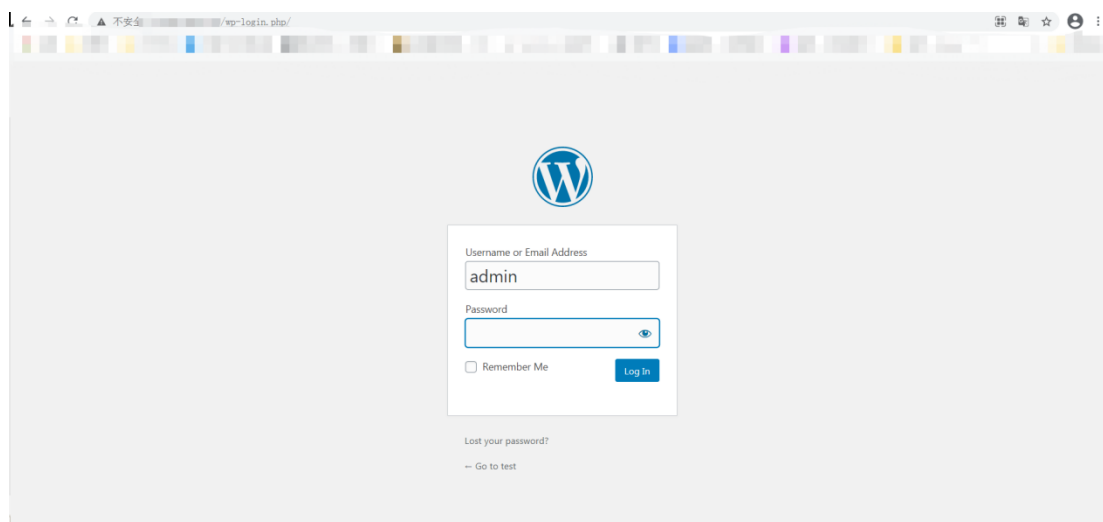 不安全
/wp-login.php/
Username or Email Address
admin
Password
Remember Me
Log In
Lost your password?
← Go to test